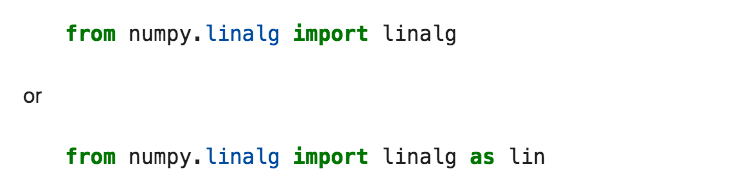 from numpy.linalg import linalg
or
from numpy.linalg import linalg as lin